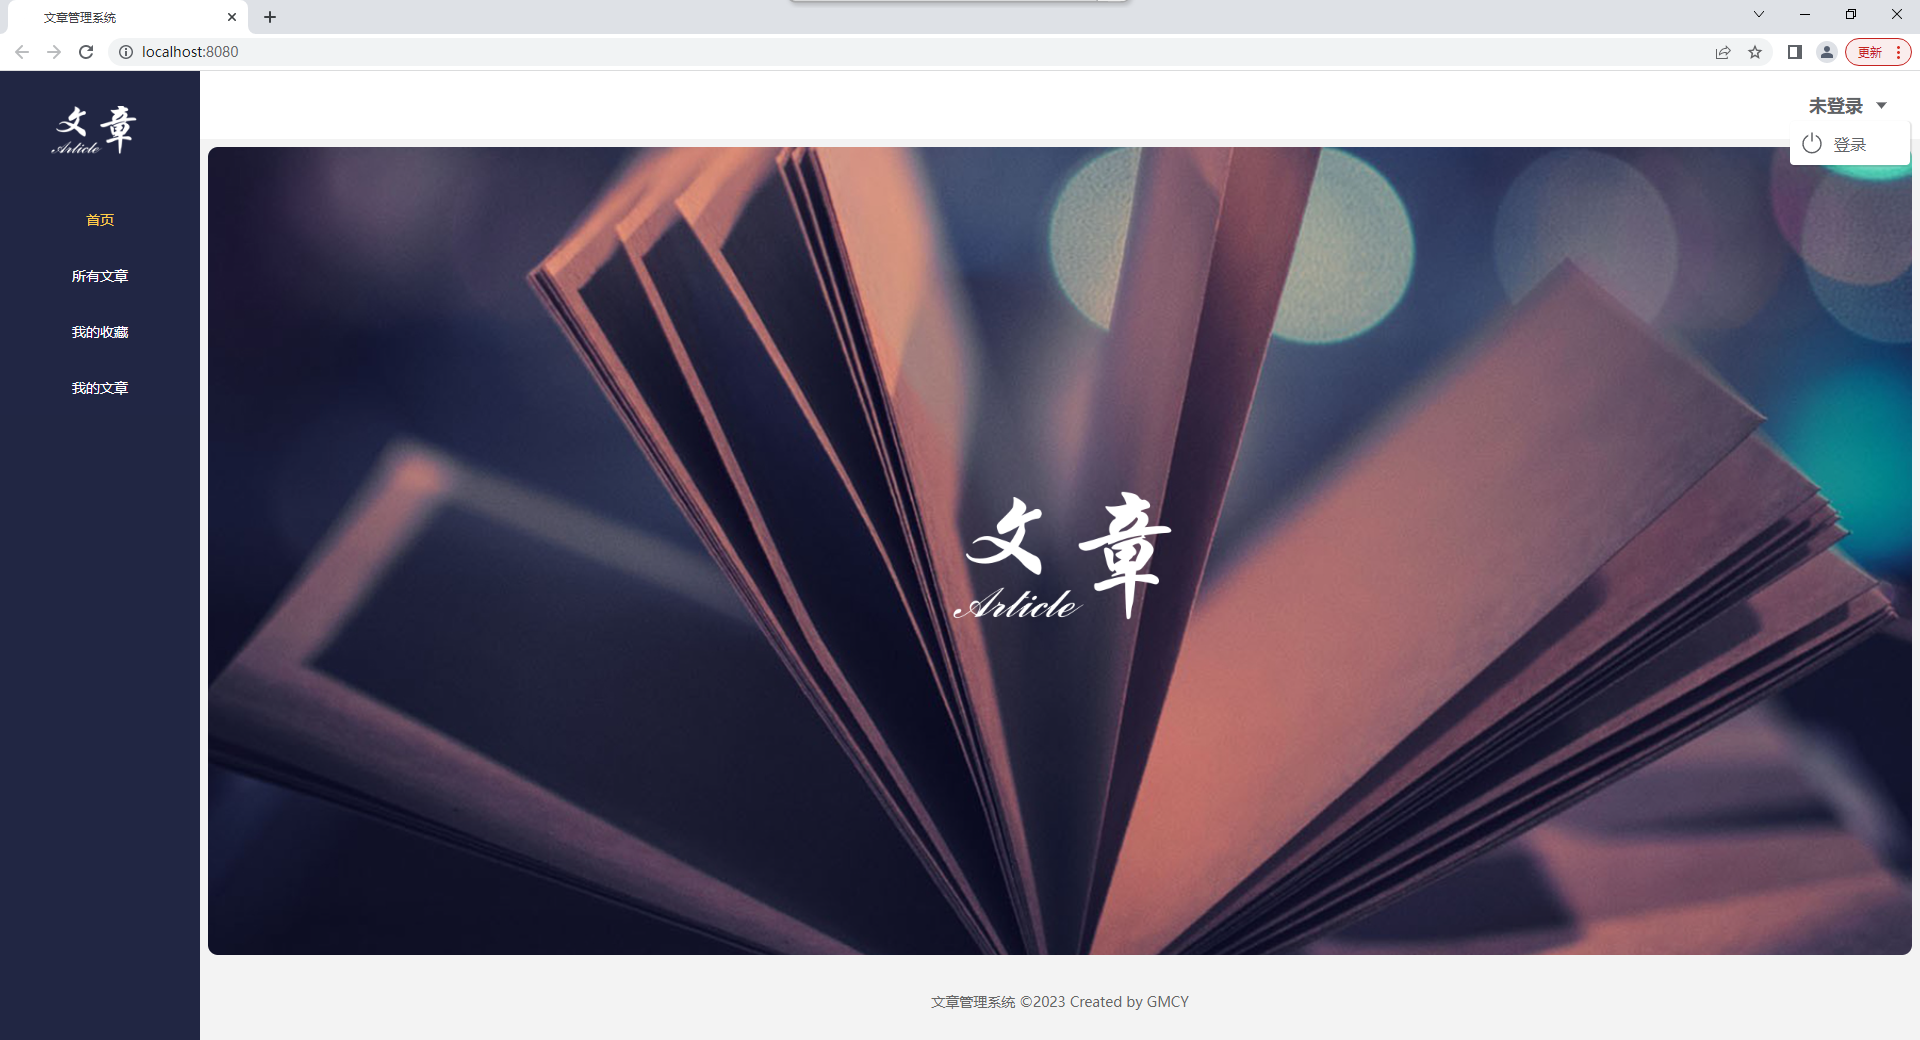 文章管理系统
localhost:8080
更新
文章
Article
未登录
登录
首页
所有文章
我的收藏
我的文章
文章
Article
文章管理系统 ©2023 Created by GMCY